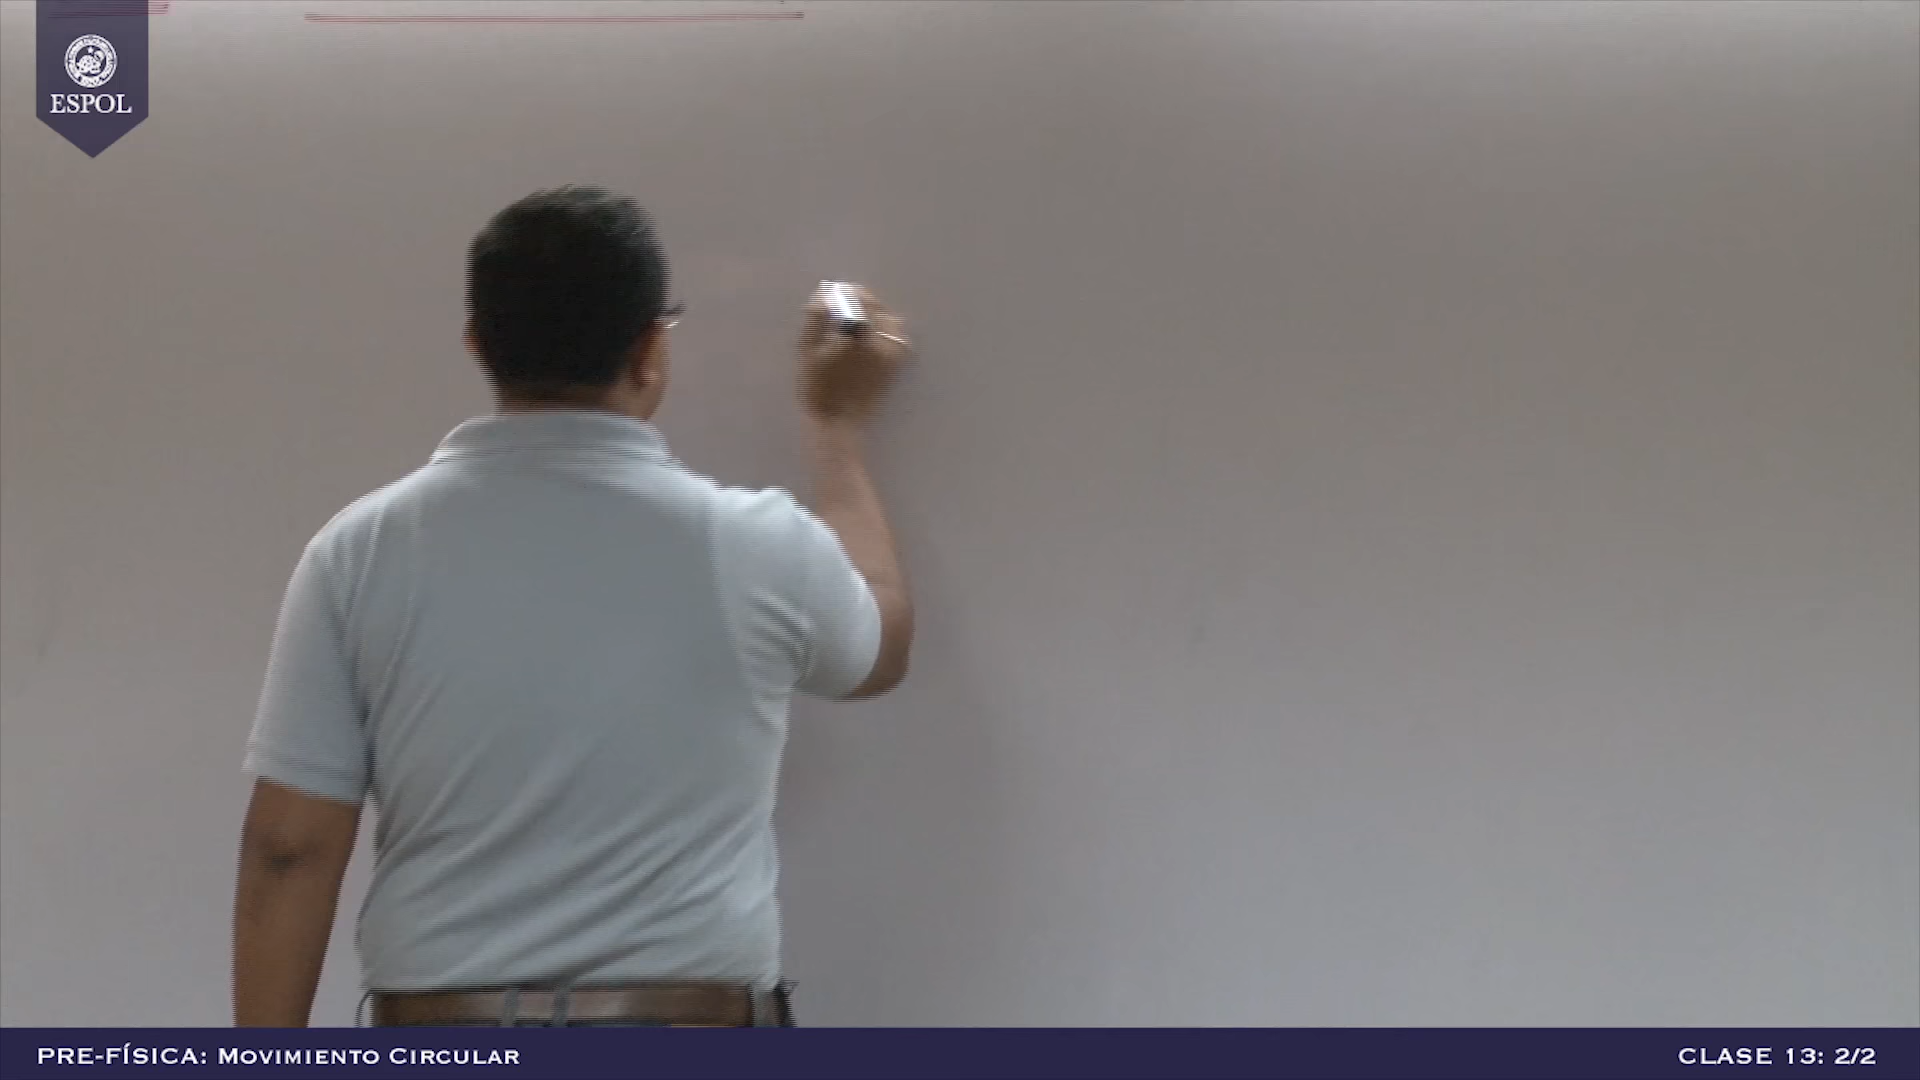 ESPOL
PRE-FÍSICA: MOVIMIENTO CIRCULAR
CLASE 13: 2/2